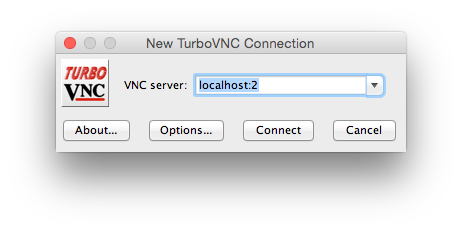 New TurboVNC Connection
TURBO
VNC
VNC server: localhost:2
About... Options... Connect Cancel